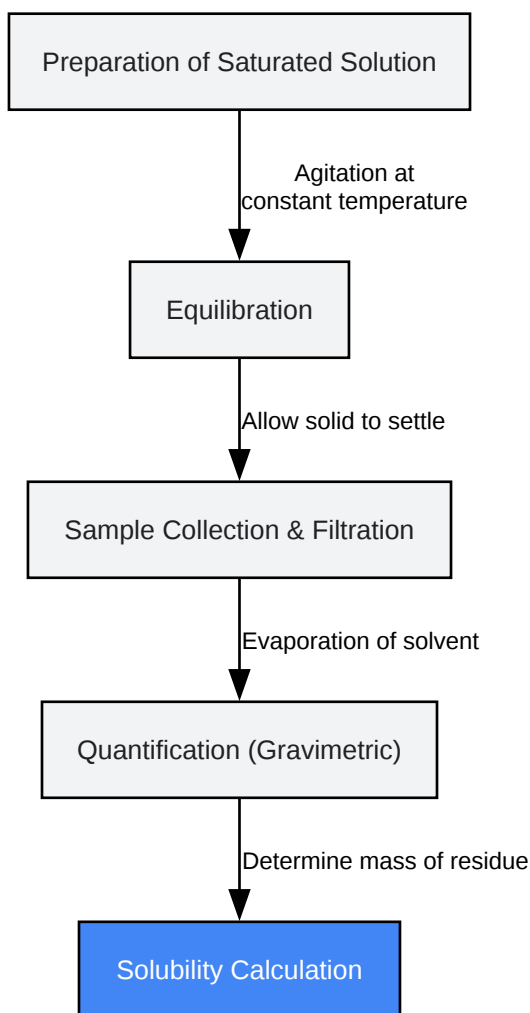 Preparation of Saturated Solution
Agitation at
constant temperature
Equilibration
Allow solid to settle
Sample Collection & Filtration
Evaporation of solvent
Quantification (Gravimetric)
Determine mass of residue
Solubility Calculation